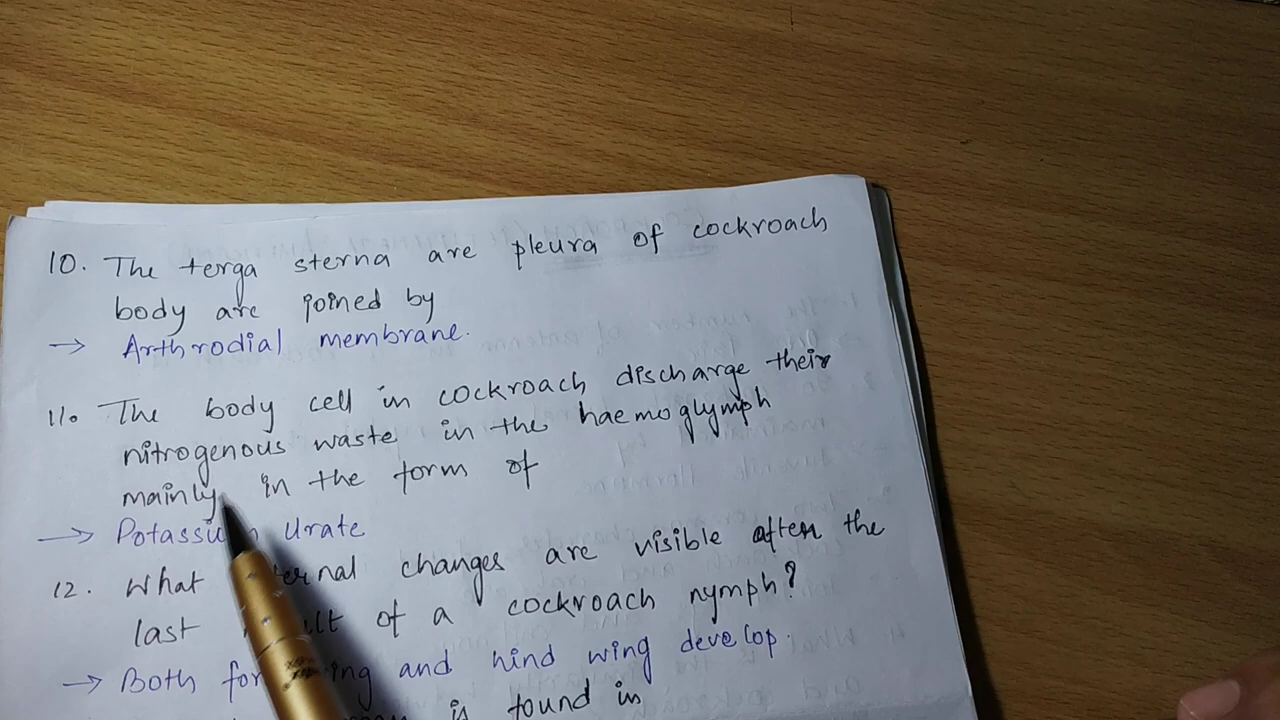 10. The terga sterna are pleura of cockroach
body are joined by
→ Arthrodial membrane.
11. The body cell in cockroach discharge their
nitrogenous waste in the haemoglymph
mainly in the form of
→ Potassium Urate
12. What changes are visible after the
last of a cockroach nymph?
→ Both and hind wing develop.
is found in